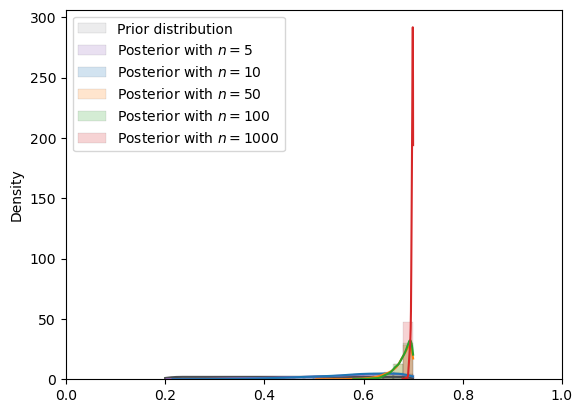 300
250
200
150
100
50
0
Density
Prior distribution
Posterior with n = 5
Posterior with n = 10
Posterior with n = 50
Posterior with n = 100
Posterior with n = 1000
0.0 0.2 0.4 0.6 0.8 1.0